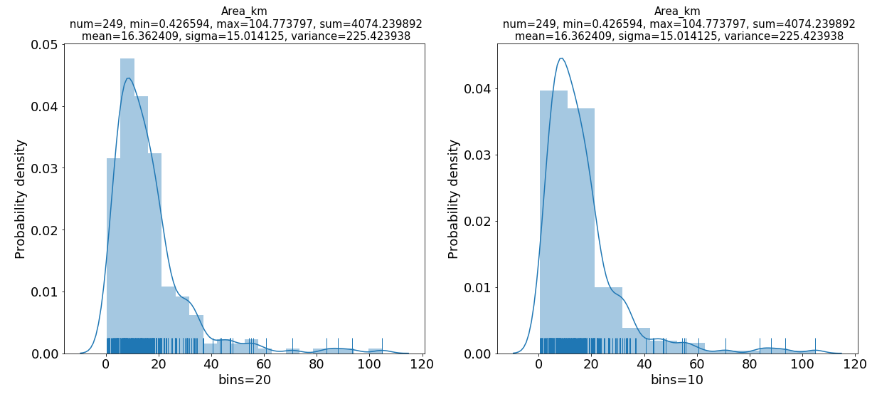 Area_km
num=249, min=0.426594, max=104.773797, sum=4074.239892
mean=16.362409, sigma=15.014125, variance=225.423938
0.05
0.04
0.03
0.02
0.01
0.00
Probability density
0 20 40 60 80 100 120
bins=20
Area_km
num=249, min=0.426594, max=104.773797, sum=4074.239892
mean=16.362409, sigma=15.014125, variance=225.423938
0.04
0.03
0.02
0.01
0.00
Probability density
0 20 40 60 80 100 120
bins=10